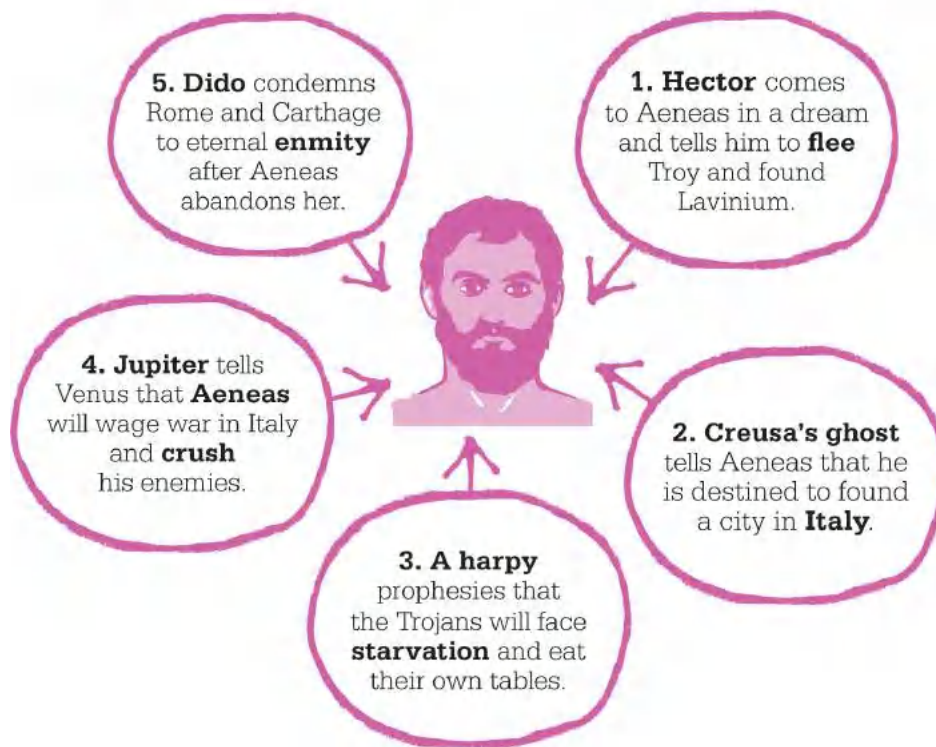 1. Hector comes
to Aeneas in a dream
and tells him to flee
Troy and found
Lavinium.
2. Creusa's ghost
tells Aeneas that he
is destined to found
a city in Italy.
3. A harpy
prophesies that
the Trojans will face
starvation and eat
their own tables.
4. Jupiter tells
Venus that Aeneas
will wage war in Italy
and crush
his enemies.
5. Dido condemns
Rome and Carthage
to eternal enmity
after Aeneas
abandons her.